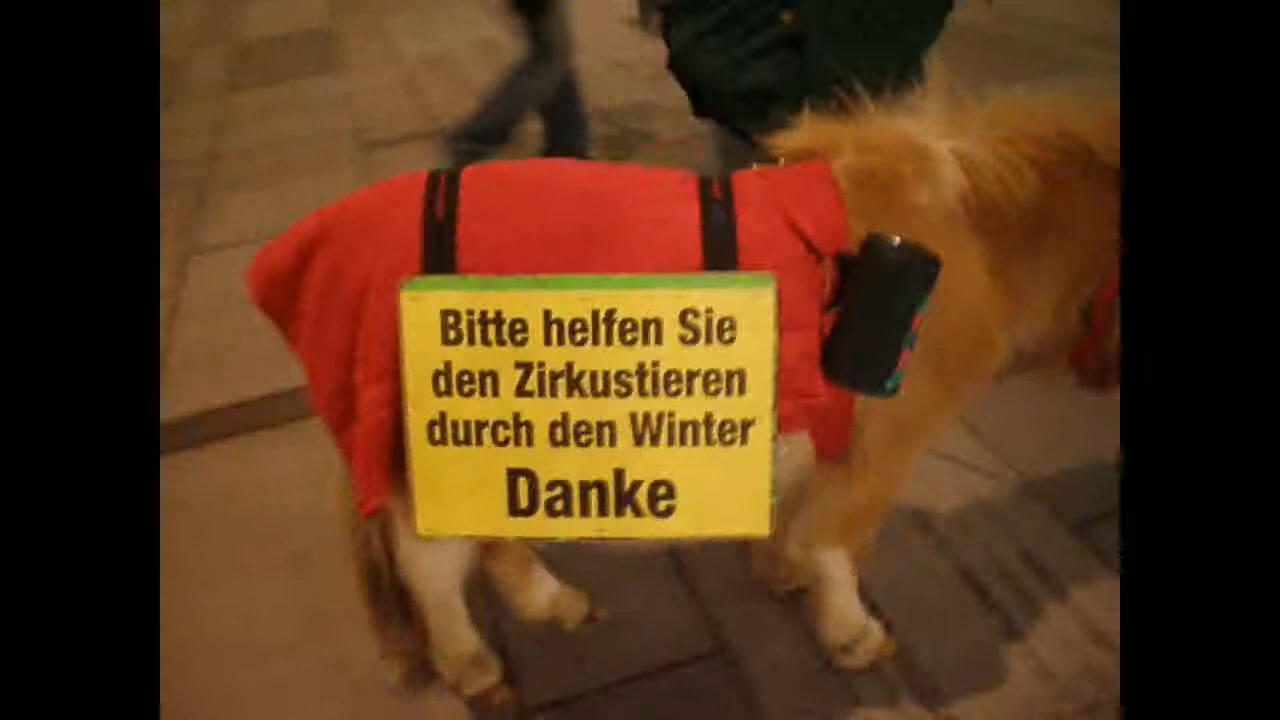 Bitte helfen Sie
den Zirkustieren
durch den Winter
Danke